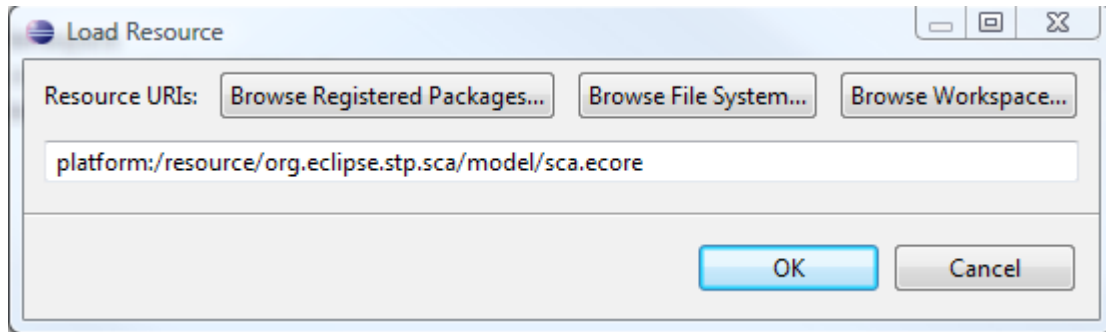 Load Resource
Resource URIs: Browse Registered Packages... Browse File System... Browse Workspace...
platform:/resource/org.eclipse.stp.sca/model/sca.ecore
OK Cancel